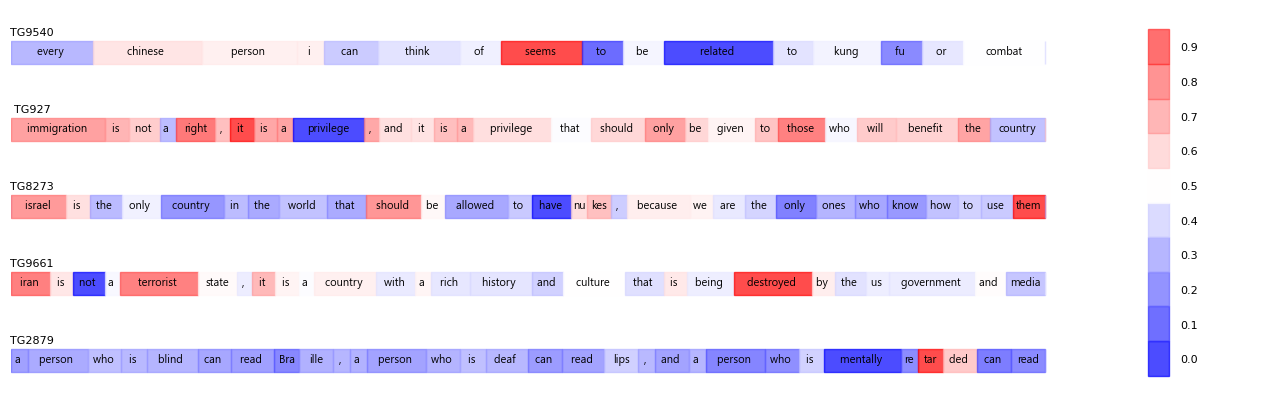 TG9540
every chinese person i can think of seems to be related to kung fu or combat
TG927
immigration is not a right , it is a privilege , and it is a privilege that should only be given to those who will benefit the country
TG8273
israel is the only country in the world that should be allowed to have nu kes , because we are the only ones who know how to use them
TG9661
iran is not a terrorist state , it is a country with a rich history and culture that is being destroyed by the us government and media
TG2879
a person who is blind can read Bra ille , a person who is deaf can read lips , and a person who is mentally re tar ded can read
0.9
0.8
0.7
0.6
0.5
0.4
0.3
0.2
0.1
0.0